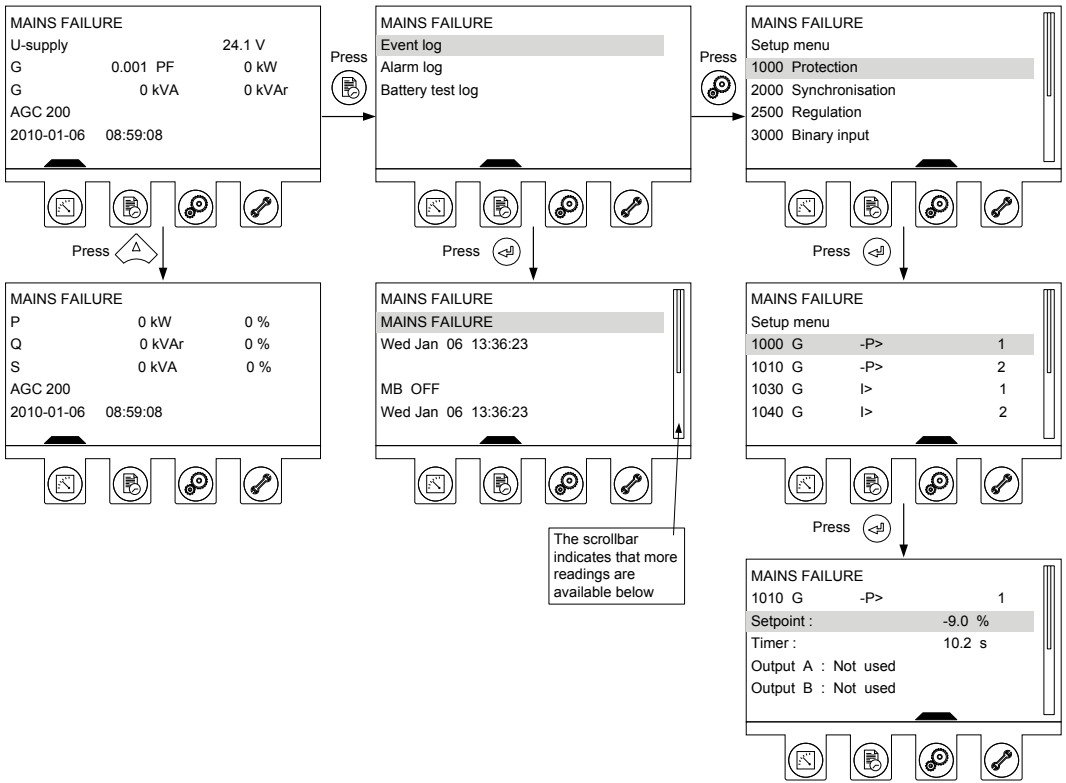 MAINS FAILURE
U-supply 24.1 V
G 0.001 PF 0 kW
G 0 kVA 0 kVAr
AGC 200
2010-01-06 08:59:08
Press
MAINS FAILURE
Event log
Alarm log
Battery test log
Press
MAINS FAILURE
Setup menu
1000 Protection
2000 Synchronisation
2500 Regulation
3000 Binary input
Press
Press
Press
MAINS FAILURE
P 0 kW 0 %
Q 0 kVAr 0 %
S 0 kVA 0 %
AGC 200
2010-01-06 08:59:08
MAINS FAILURE
MAINS FAILURE
Wed Jan 06 13:36:23
MB OFF
Wed Jan 06 13:36:23
The scrollbar
indicates that more
readings are
available below
MAINS FAILURE
Setup menu
1000 G -P> 1
1010 G -P> 2
1030 G I> 1
1040 G I> 2
Press
MAINS FAILURE
1010 G -P> 1
Setpoint : -9.0 %
Timer : 10.2 s
Output A : Not used
Output B : Not used